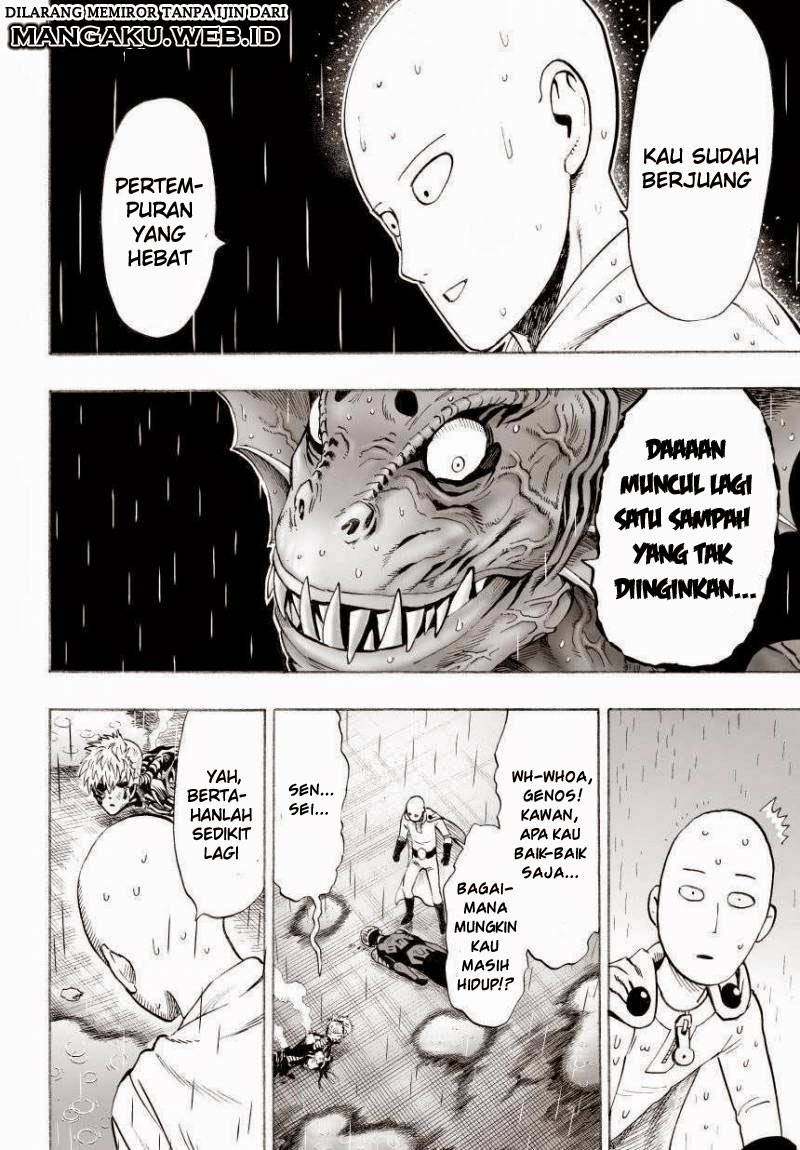 DILARANG MEMIROR TANPA IJIN DARI
MANGAKU.WEB.ID
KAU SUDAH
BERJUANG
PERTEM-
PURAN
YANG
HEBAT
DAAAAN
MUNCUL LAGI
SATU SAMPAH
YANG TAK
DIINGINKAN...
WH-WHOA,
GENOS!
KAWAN,
APA KAU
BAIK-BAIK
SAJA...
BAGAI-
MANA
MUNGKIN
KAU
MASIH
HIDUP!?
SEN...
SEI...
YAH,
BERTA-
HANLAH
SEDIKIT
LAGI